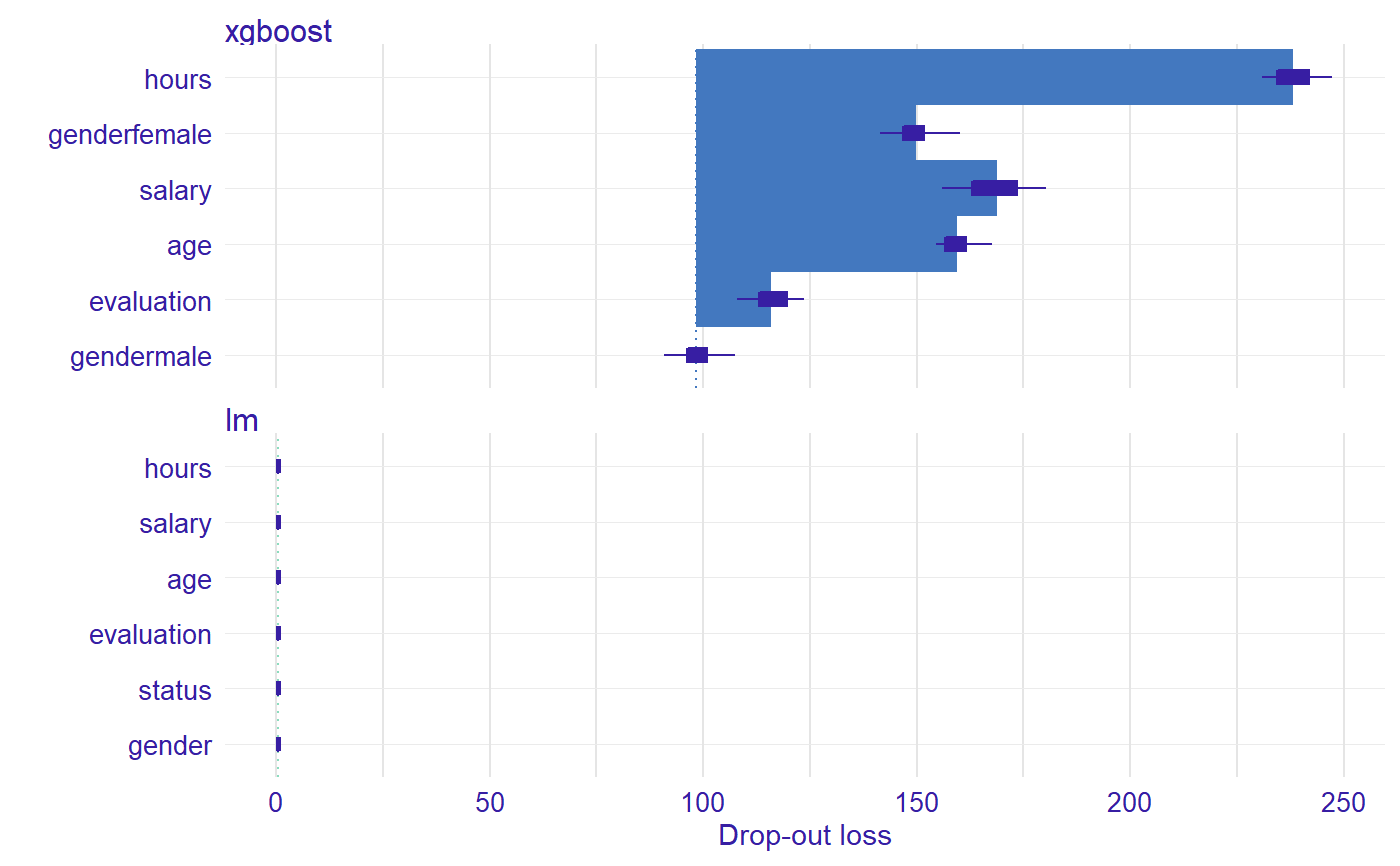 xgboost
hours
genderfemale
salary
age
evaluation
gendermale
lm
hours
salary
age
evaluation
status
gender
0 50 100 150 200 250
Drop-out loss